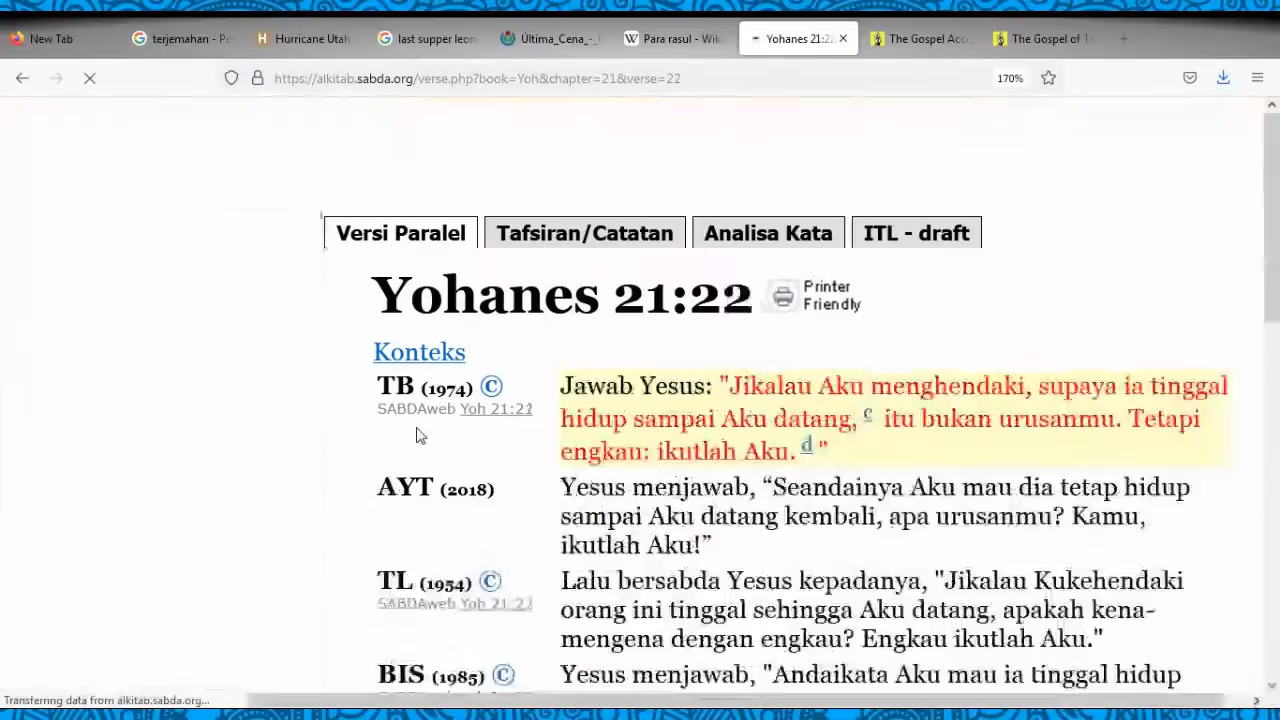 New Tab
terjemahan - Pe
Hurricane Utah
last supper leon
Última_Cena_-_
Para rasul - Wik
Yohanes 21:2
The Gospel Acc
The Gospel of T
https://alkitab.sabda.org/verse.php?book=Yoh&chapter=21&verse=22
170%
Versi Paralel
Tafsiran/Catatan
Analisa Kata
ITL - draft
Yohanes 21:22
Printer
Friendly
Konteks
TB (1974) ©
Jawab Yesus: "Jikalau Aku menghendaki, supaya ia tinggal
SABDAweb Yoh 21:22
hidup sampai Aku datang, c itu bukan urusanmu. Tetapi
engkau: ikutlah Aku. d "
AYT (2018)
Yesus menjawab, “Seandainya Aku mau dia tetap hidup
sampai Aku datang kembali, apa urusanmu? Kamu,
ikutlah Aku!”
TL (1954) ©
Lalu bersabda Yesus kepadanya, "Jikalau Kukehendaki
SABDAweb Yoh 21:22
orang ini tinggal sehingga Aku datang, apakah kena-
mengena dengan engkau? Engkau ikutlah Aku."
BIS (1985) ©
Yesus menjawab, "Andaikata Aku mau ia tinggal hidup
Transferring data from alkitab.sabda.org...